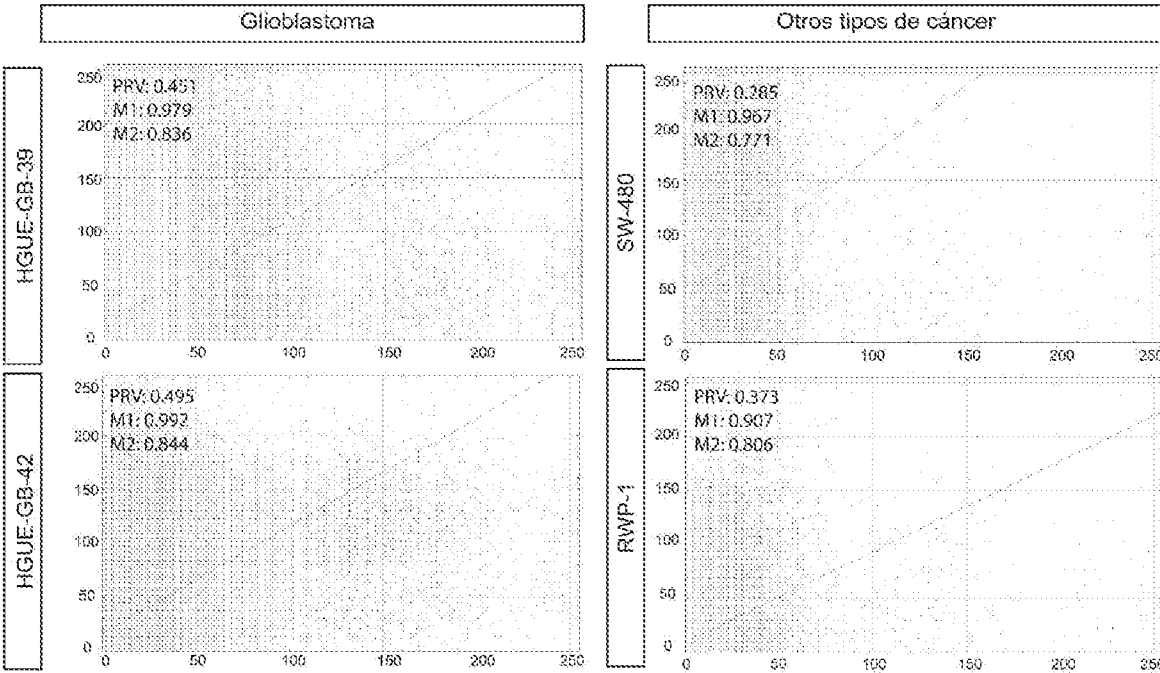 Glioblastoma
Otros tipos de cáncer
HGUE-GB-39
PRV: 0.451
M1: 0.979
M2: 0.836
250
200
150
100
50
0
0 50 100 150 200 250
SW-480
PRV: 0.285
M1: 0.967
M2: 0.771
250
200
150
100
50
0
0 50 100 150 200 250
HGUE-GB-42
PRV: 0.495
M1: 0.992
M2: 0.844
250
200
150
100
50
0
0 50 100 150 200 250
RWP-1
PRV: 0.373
M1: 0.907
M2: 0.806
250
200
150
100
50
0
0 50 100 150 200 250